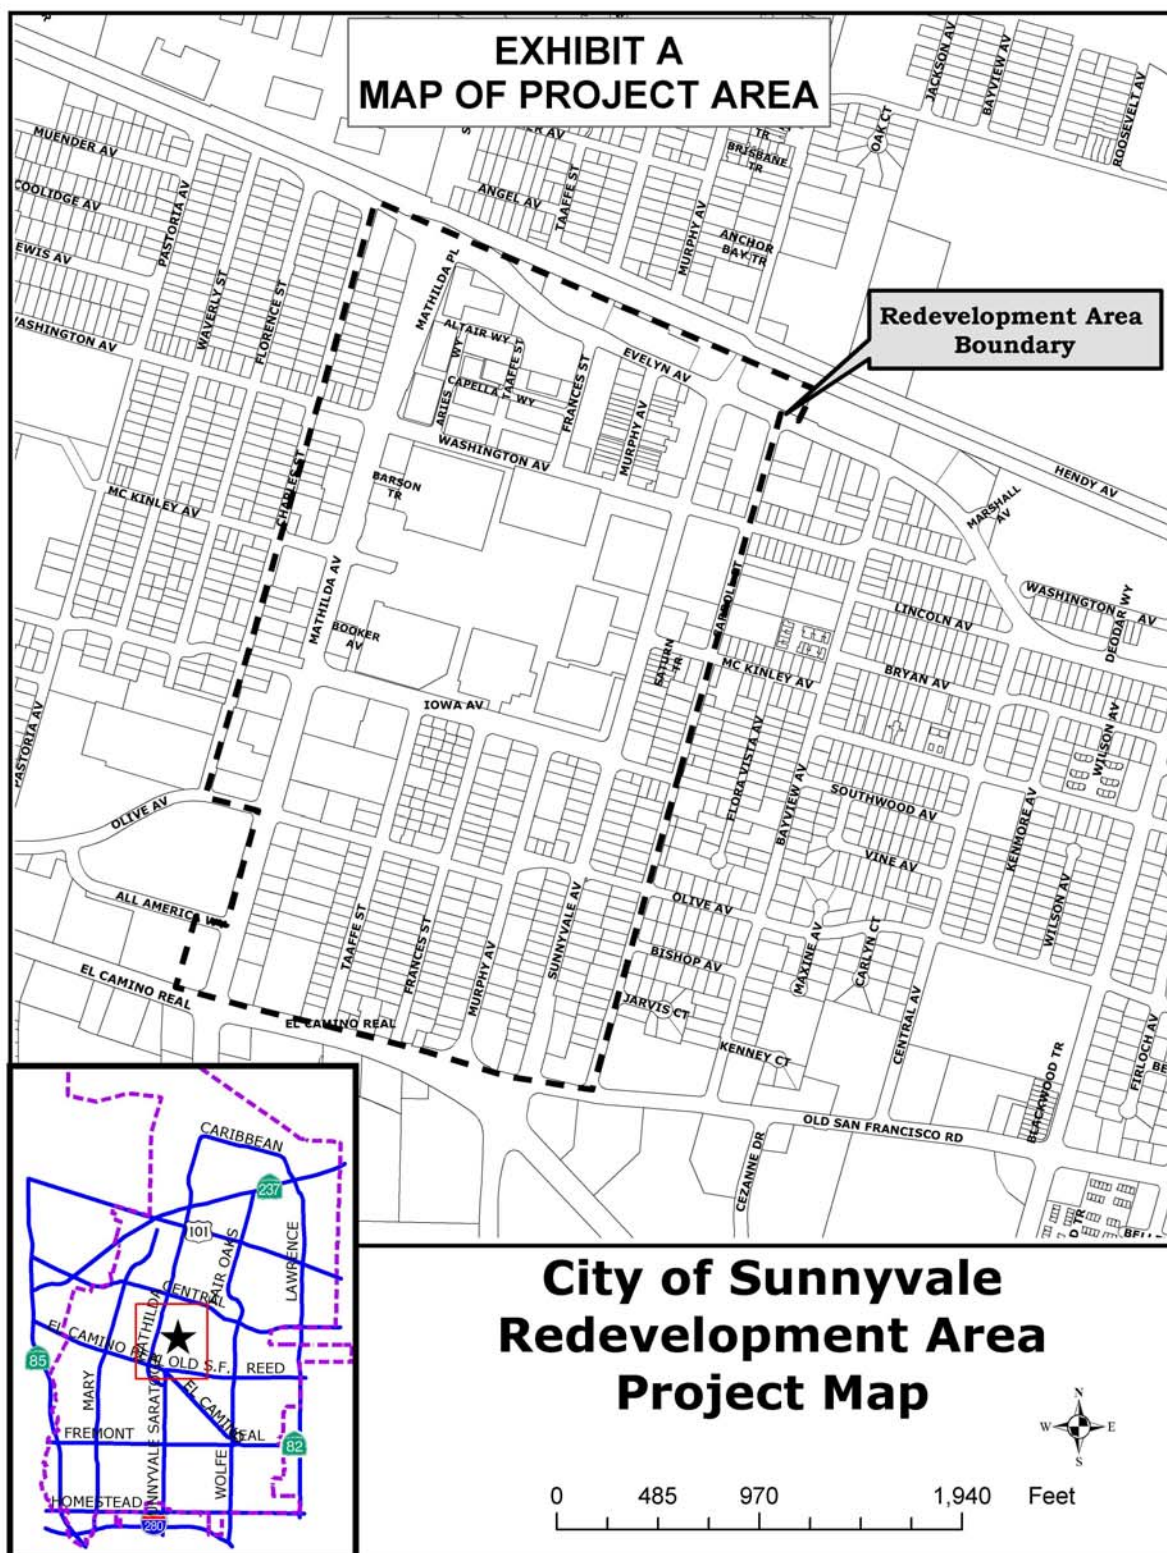 EXHIBIT A
MAP OF PROJECT AREA
JACKSON AV
BAYVIEW AV
ROOSEVELT AV
OAK CT
TR
BRISBANE
TR
MUENDER AV
COOLIDGE AV
PASTORIA AV
ANGEL AV
TAAFFE ST
MURPHY AV
ANCHOR
BAY TR
WAVERLY ST
FLORENCE ST
MATHILDA PL
Redevelopment Area
Boundary
ALTAIR WY
TAAFFE ST
EVELYN AV
CAPELLA WY
ARIES WY
FRANCES ST
MURPHY AV
WASHINGTON AV
WASHINGTON AV
HENDY AV
BARSON
TR
CHARLES ST
MC KINLEY AV
MARSHALL
AV
WASHINGTON AV
MATHILDA AV
BOOKER
AV
LINCOLN AV
DEODAR WY
SATURN
TR
MC KINLEY AV
BRYAN AV
IOWA AV
PASTORIA AV
FLORA VISTA AV
WILSON AV
BAYVIEW AV
SOUTHWOOD AV
KENMORE AV
OLIVE AV
VINE AV
ALL AMERICA
TAAFFE ST
FRANCES ST
MURPHY AV
SUNNYVALE AV
OLIVE AV
BISHOP AV
MAXINE AV
CARLYN CT
WILSON AV
EL CAMINO REAL
EL CAMINO REAL
JARVIS CT
KENNEY CT
CENTRAL AV
BLACKWOOD TR
FIRLOCH AV
OLD SAN FRANCISCO RD
CEZANNE DR
CARIBBEAN
237
101
FAIR OAKS
LAWRENCE
CENTRAL
MATHILDA
EL CAMINO
OLD S.F.
REED
85
MARY
EL CAMINO
FREMONT
82
WOLFE
HOMESTEAD
280
City of Sunnyvale
Redevelopment Area
Project Map
N
W E
S
0 485 970 1,940 Feet